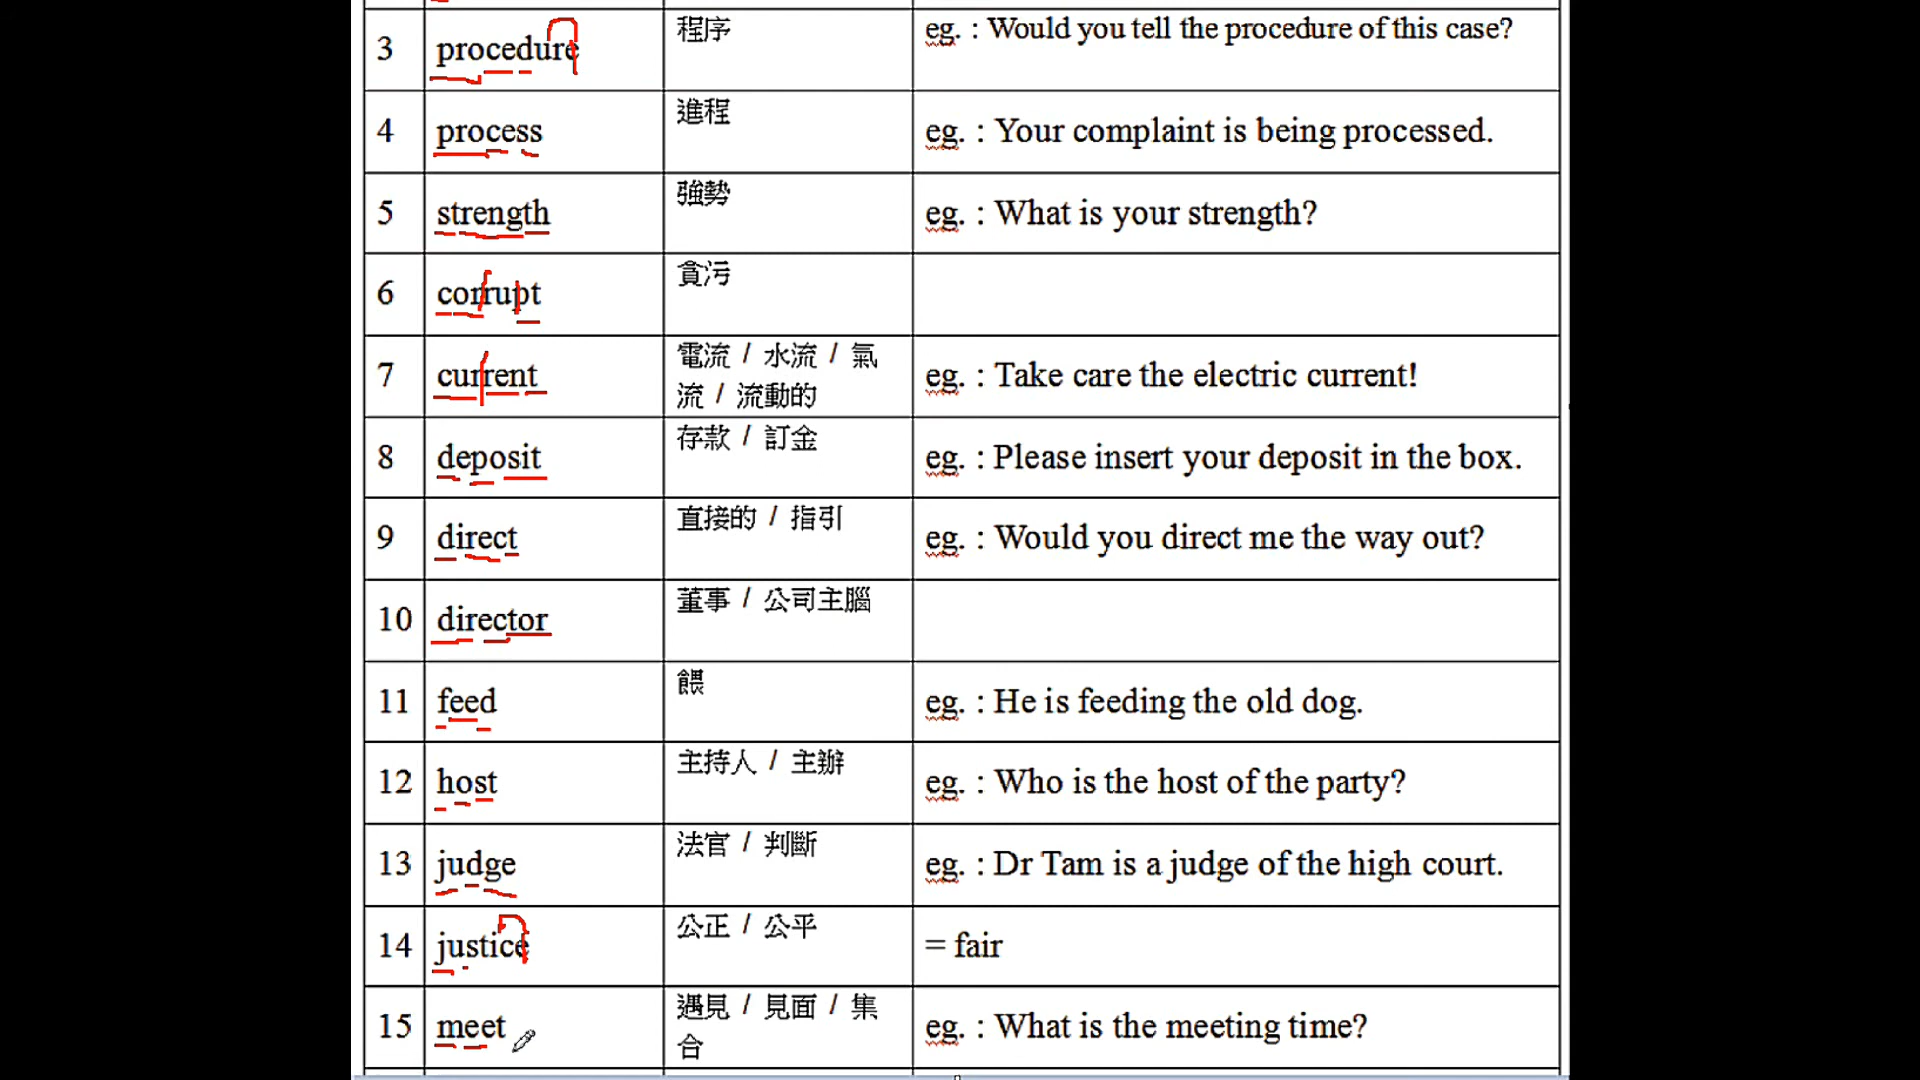 3 procedure 程序 eg. : Would you tell the procedure of this case?
4 process 進程 eg. : Your complaint is being processed.
5 strength 強勢 eg. : What is your strength?
6 corrupt 貪污
7 current 電流 / 水流 / 氣 eg. : Take care the electric current!
流 / 流動的
8 deposit 存款 / 訂金 eg. : Please insert your deposit in the box.
9 direct 直接的 / 指引 eg. : Would you direct me the way out?
10 director 董事 / 公司主腦
11 feed 餵 eg. : He is feeding the old dog.
12 host 主持人 / 主辦 eg. : Who is the host of the party?
13 judge 法官 / 判斷 eg. : Dr Tam is a judge of the high court.
14 justice 公正 / 公平 = fair
15 meet 遇見 / 見面 / 集 eg. : What is the meeting time?
合